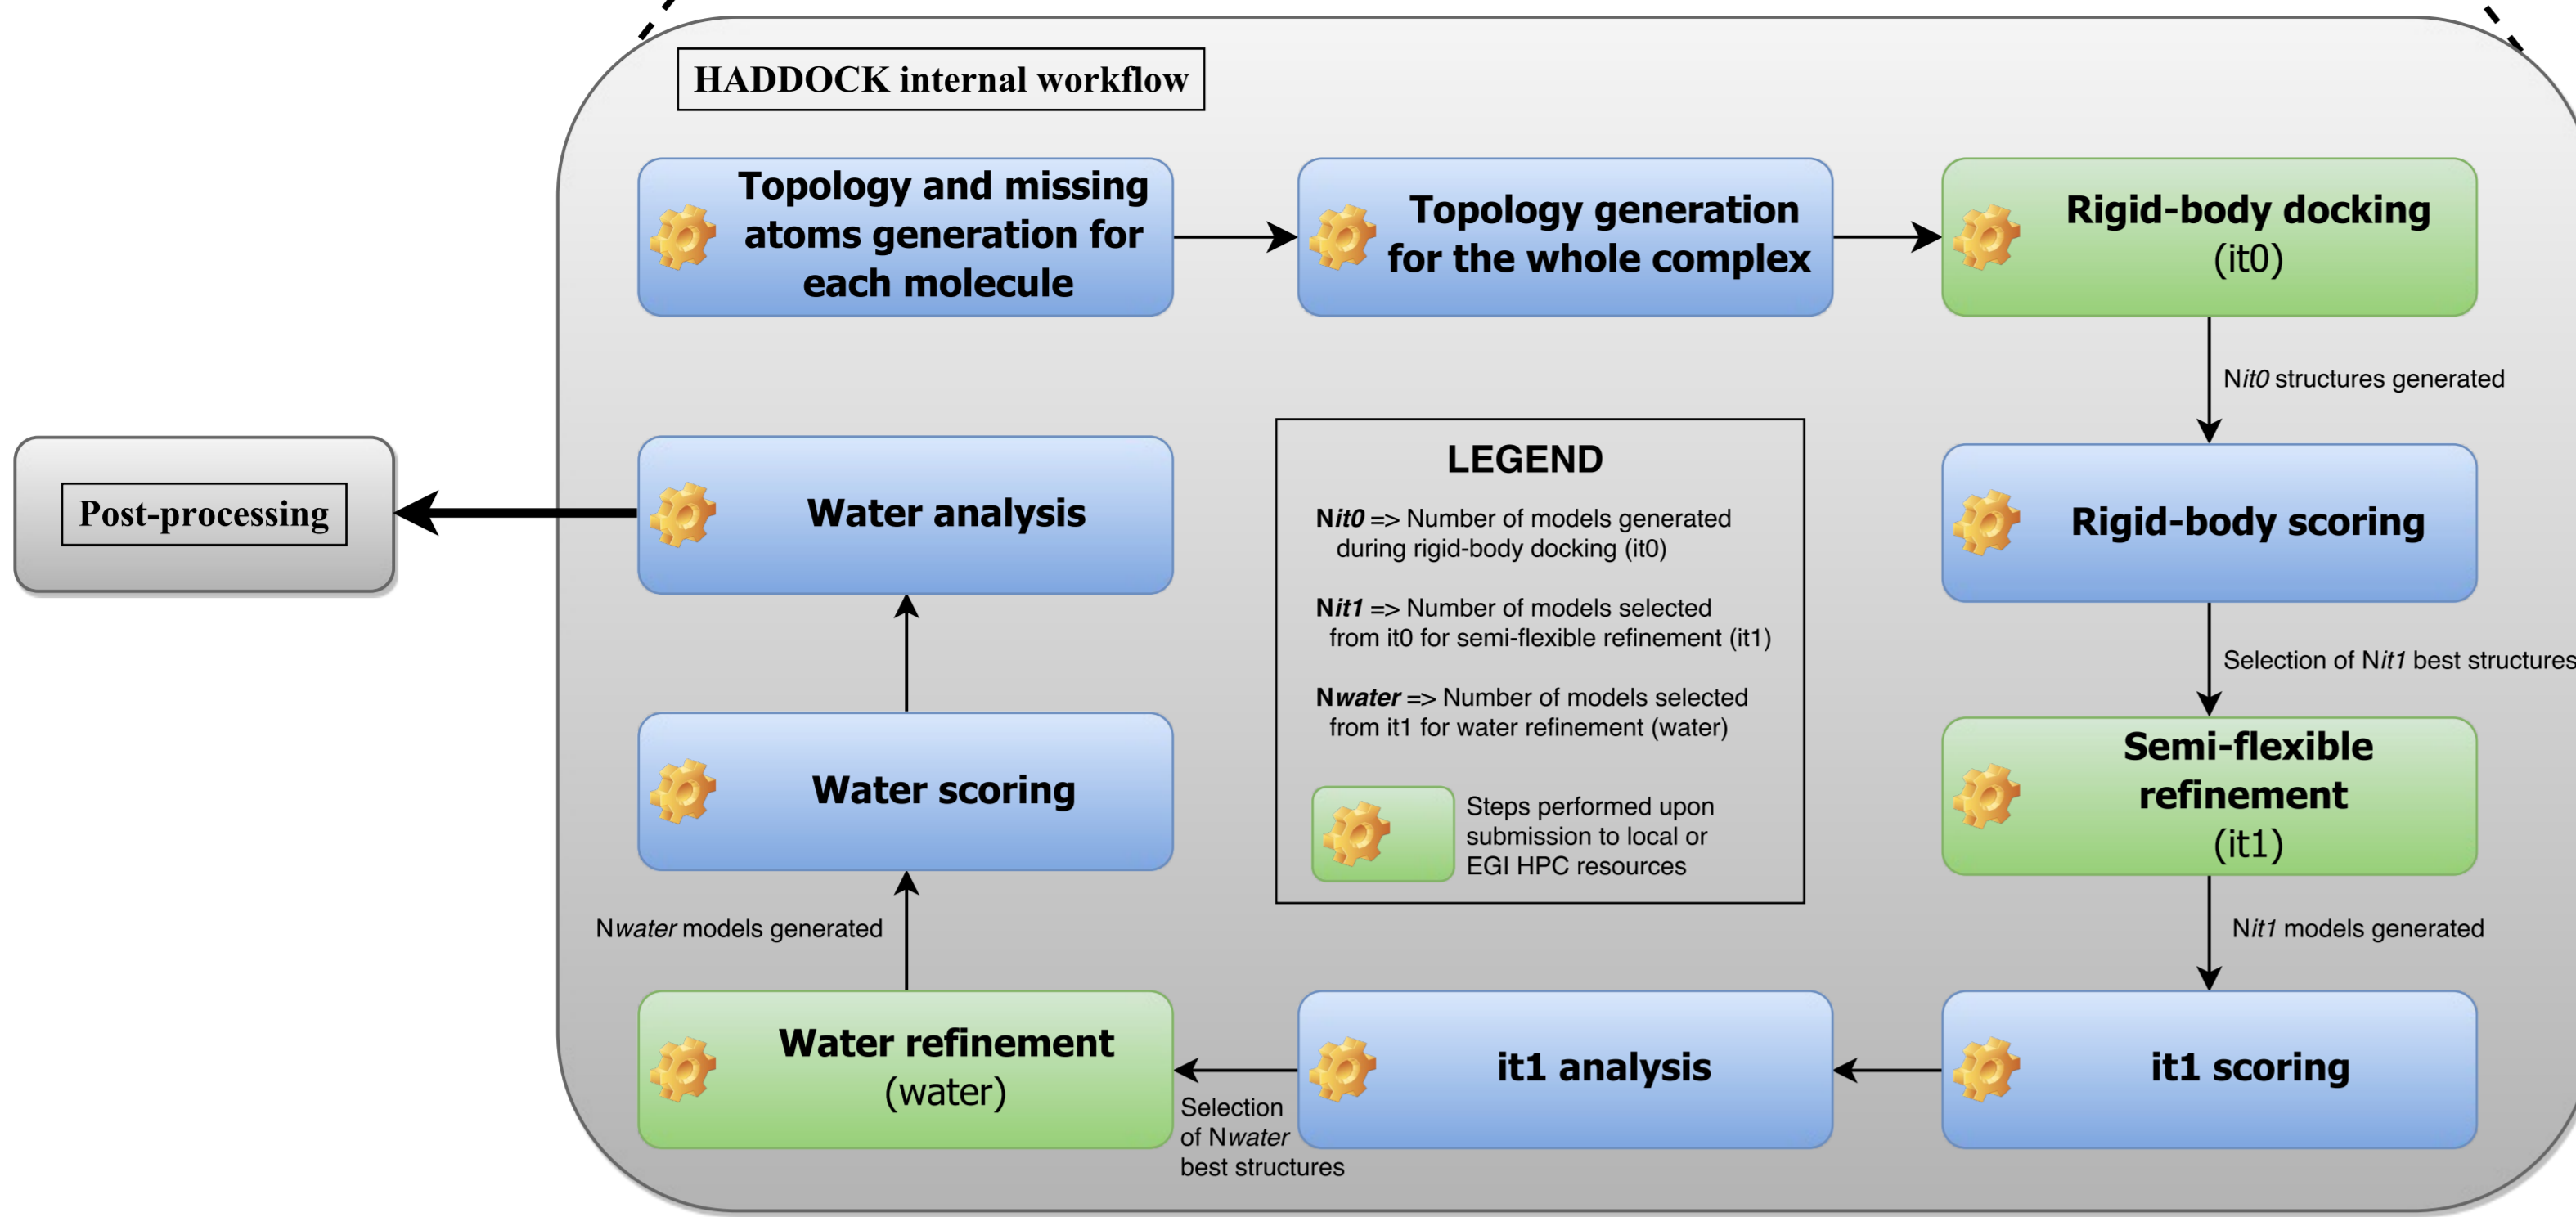 HADDOCK internal workflow
Topology and missing
atoms generation for
each molecule
Topology generation
for the whole complex
Rigid-body docking
(it0)
Nit0 structures generated
Rigid-body scoring
Selection of Nit1 best structures
Semi-flexible
refinement
(it1)
Nit1 models generated
it1 scoring
it1 analysis
Selection
of Nwater
best structures
Water refinement
(water)
Nwater models generated
Water scoring
Water analysis
Post-processing
LEGEND
Nit0 => Number of models generated
during rigid-body docking (it0)
Nit1 => Number of models selected
from it0 for semi-flexible refinement (it1)
Nwater => Number of models selected
from it1 for water refinement (water)
Steps performed upon
submission to local or
EGI HPC resources